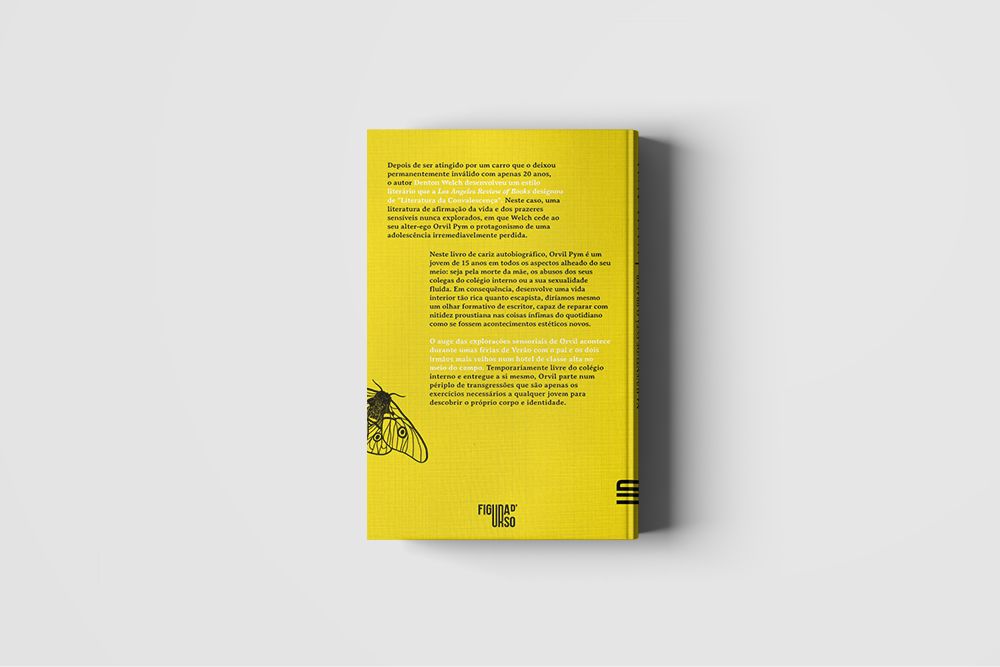 Depois de ser atingido por um carro que o deixou
permanentemente inválido com apenas 20 anos,
o autor Denton Welch desenvolveu um estilo
literário que a Los Angeles Review of Books designou
de "Literatura da Convalescença". Neste caso, uma
literatura de afirmação da vida e dos prazeres
sensíveis nunca explorados, em que Welch cede ao
seu alter-ego Orvil Pym o protagonismo de uma
adolescência irremediavelmente perdida.
Neste livro de cariz autobiográfico, Orvil Pym é um
jovem de 15 anos em todos os aspectos alheado do seu
meio: seja pela morte da mãe, os abusos dos seus
colegas do colégio interno ou a sua sexualidade
fluida. Em consequência, desenvolve uma vida
interior tão rica quanto escapista, diríamos mesmo
um olhar formativo de escritor, capaz de reparar com
nitidez proustiana nas coisas ínfimas do quotidiano
como se fossem acontecimentos estéticos novos.
O auge das explorações sensoriais de Orvil acontece
durante umas férias de Verão com o pai e os dois
irmãos mais velhos num hotel de classe alta no
meio do campo. Temporariamente livre do colégio
interno e entregue a si mesmo, Orvil parte num
périplo de transgressões que são apenas os
exercícios necessários a qualquer jovem para
descobrir o próprio corpo e identidade.
FIGURA D'
URSO